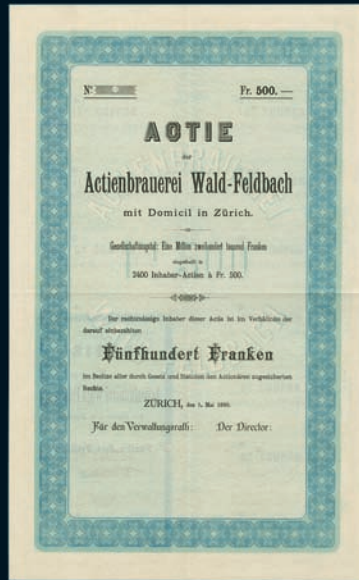 Nº
Fr. 500. —
ACTIE
der
Actienbrauerei Wald-Feldbach
mit Domicil in Zürich.
Gesellschaftskapital: Eine Million zweihundert tausend Franken
eingetheilt in
2400 Inhaber-Actien à Fr. 500.
Der rechtmässige Inhaber dieser Actie ist im Verhältniss der
darauf einbezahlten
Fünfhundert Franken
im Besitze aller durch Gesetz und Statuten den Actionären zugesicherten
Rechte.
ZÜRICH, den 1. Mai
Für den Verwaltungsrath: Der Director: